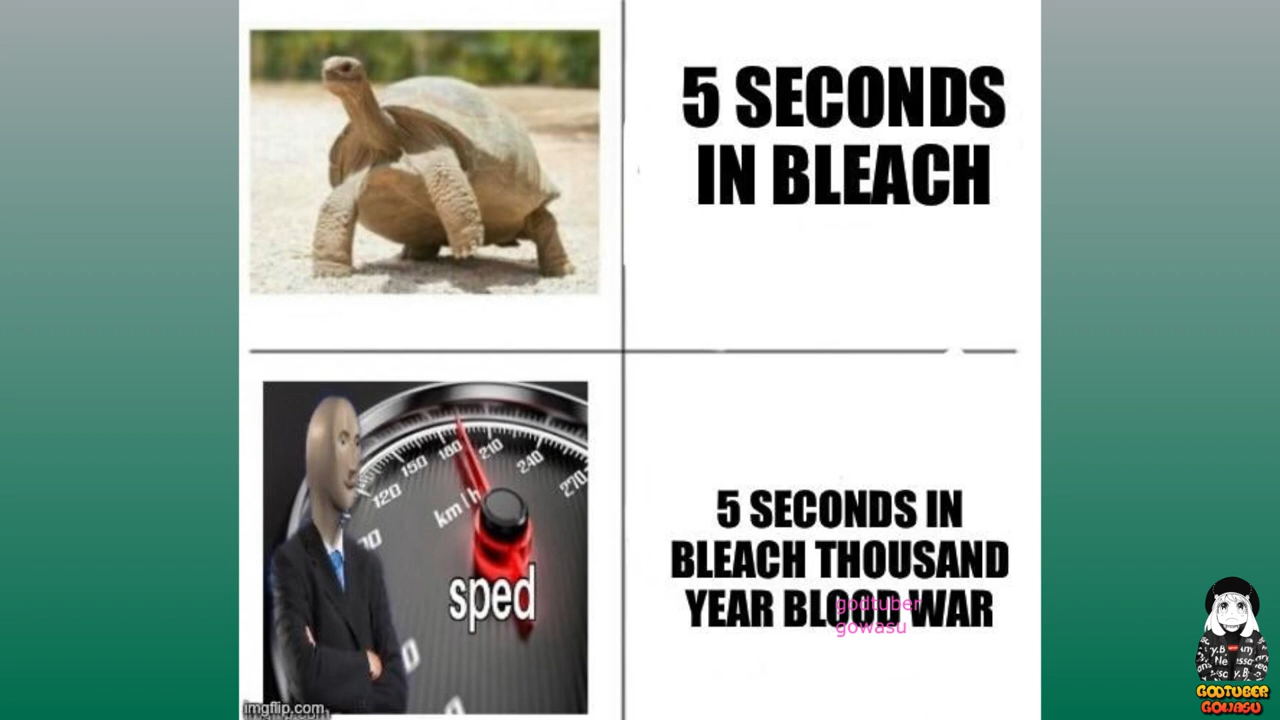 5 SECONDS
IN BLEACH
120
150
180
210
240
270
km/h
sped
5 SECONDS IN
BLEACH THOUSAND
YEAR BLOOD WAR
godtuber
gowasu
imgflip.com
GODTUBER
GOWASU